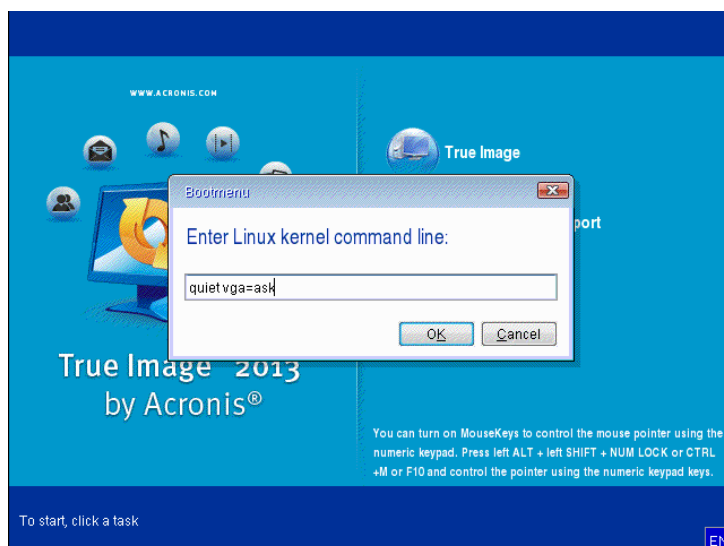 WWW.ACRONIS.COM
True Image
Bootmenu
Enter Linux kernel command line:
quiet vga=ask
OK
Cancel
port
True Image 2013
by Acronis®
You can turn on MouseKeys to control the mouse pointer using the
numeric keypad. Press left ALT + left SHIFT + NUM LOCK or CTRL
+M or F10 and control the pointer using the numeric keypad keys.
To start, click a task
EN